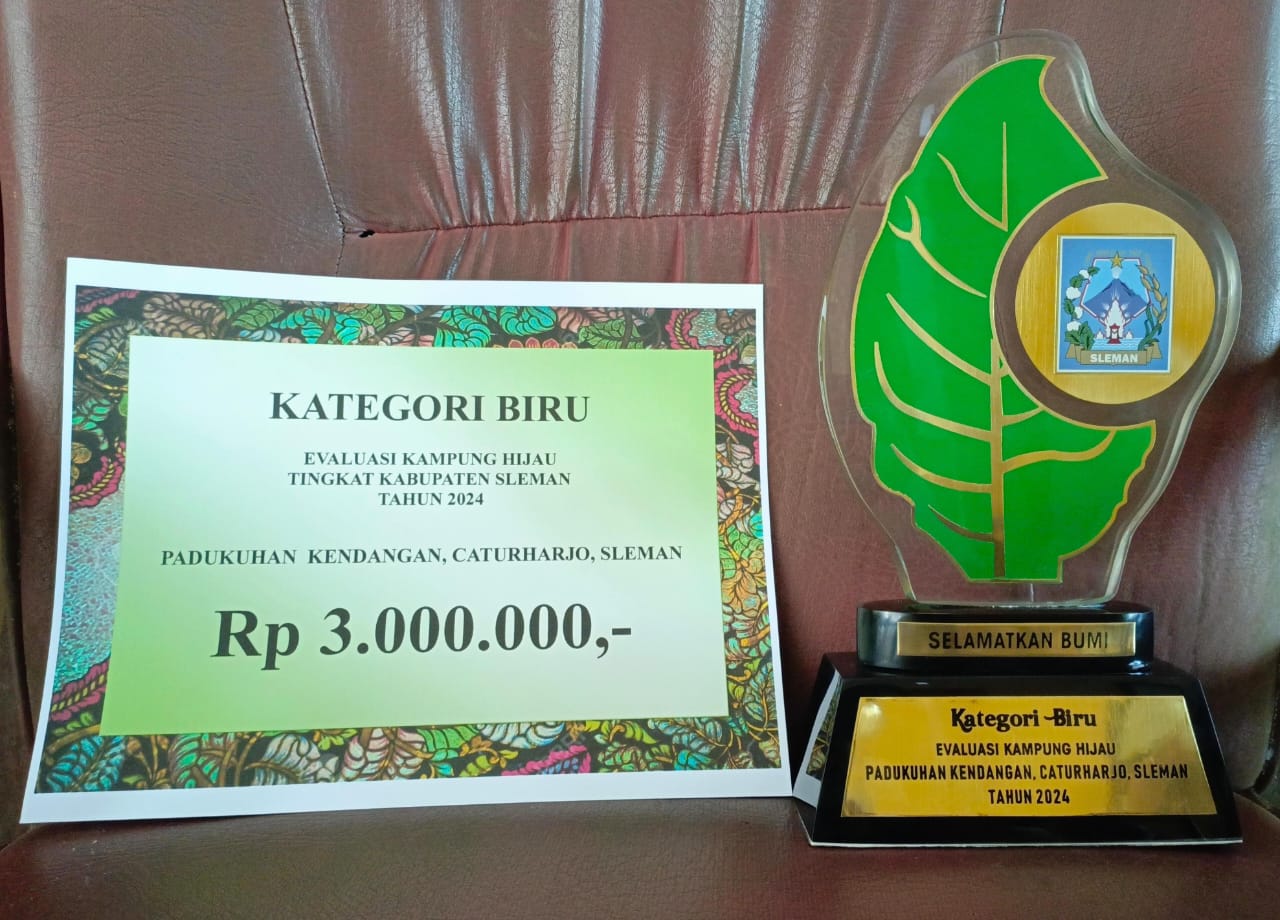 KATEGORI BIRU
EVALUASI KAMPUNG HIJAU
TINGKAT KABUPATEN SLEMAN
TAHUN 2024
PADUKUHAN KENDANGAN, CATURHARJO, SLEMAN
Rp 3.000.000,-
SLEMAN
SELAMATKAN BUMI
Kategori Biru
EVALUASI KAMPUNG HIJAU
PADUKUHAN KENDANGAN, CATURHARJO, SLEMAN
TAHUN 2024